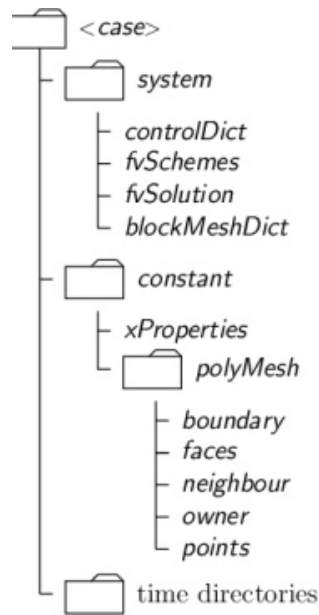 <case>
system
controlDict
fvSchemes
fvSolution
blockMeshDict
constant
xProperties
polyMesh
boundary
faces
neighbour
owner
points
time directories